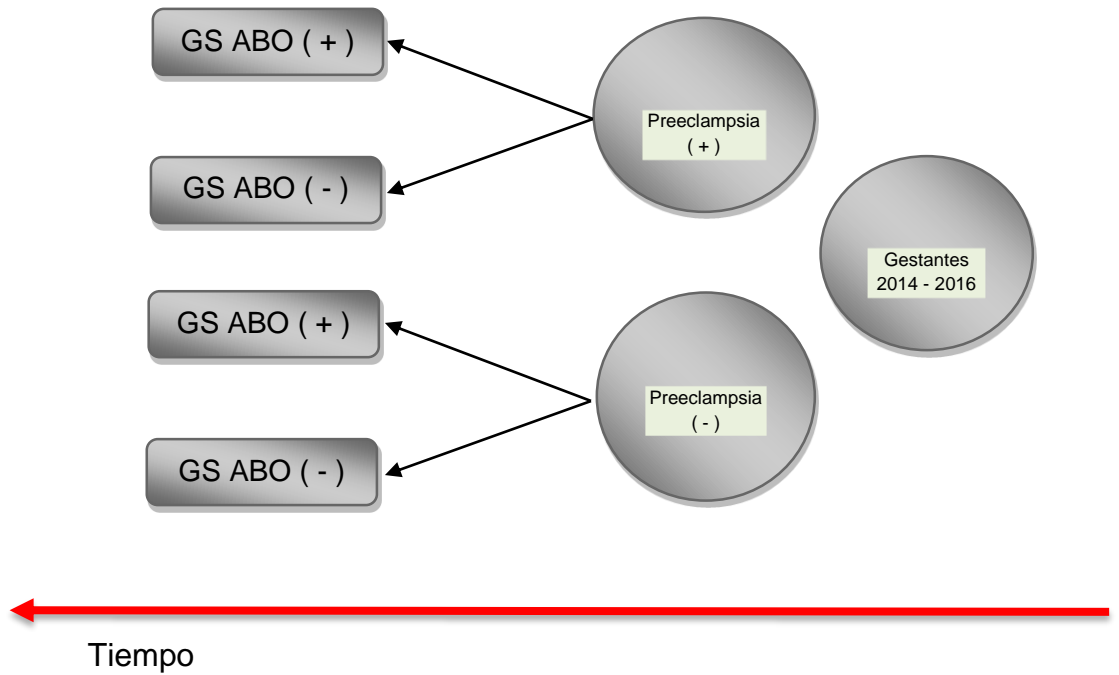 GS ABO ( + )
Preeclampsia
( + )
GS ABO ( - )
Gestantes
2014 - 2016
GS ABO ( + )
Preeclampsia
( - )
GS ABO ( - )
Tiempo